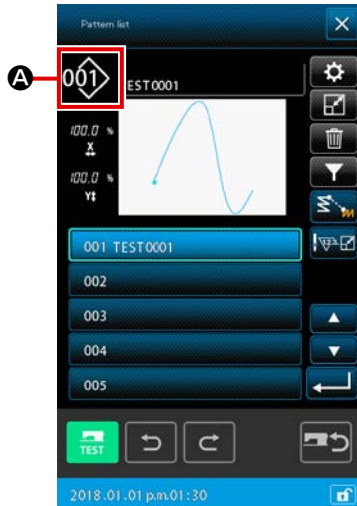 Pattern list
A
001
EST0001
100.0 %
X
100.0 %
Y
001 TEST0001
002
003
004
005
TEST
2018.01.01 p.m.01:30